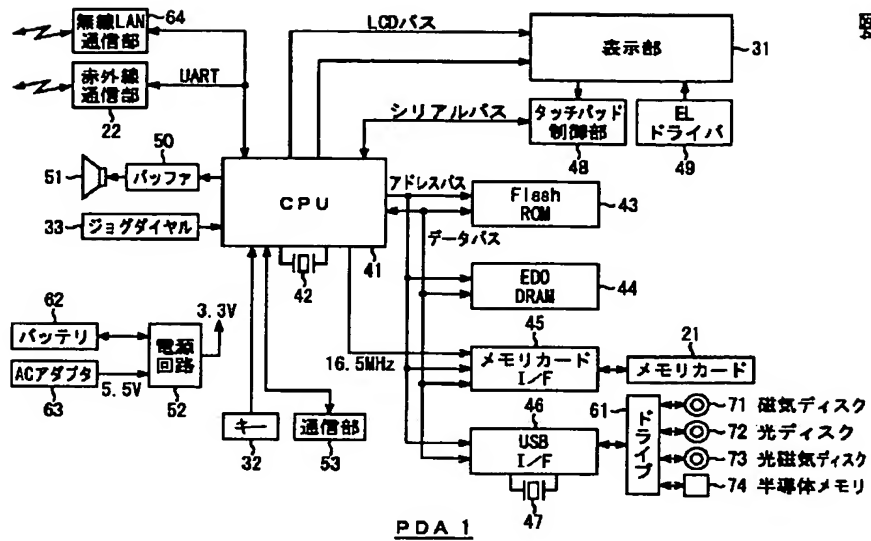 無線LAN
通信部
64
赤外線
通信部
22
UART
LCDバス
表示部
31
シリアルバス
タッチパッド
制御部
48
EL
ドライバ
49
50
51
バッファ
33
ジョグダイヤル
CPU
41
42
アドレスバス
データバス
Flash
ROM
43
EDO
DRAM
44
45
メモリカード
I/F
21
メモリカード
16.5MHz
46
USB
I/F
47
61
ドライブ
71 磁気ディスク
72 光ディスク
73 光磁気ディスク
74 半導体メモリ
62
バッテリ
ACアダプタ
63
5.5V
電源
回路
52
3.3V
キー
32
通信部
53
PDA 1